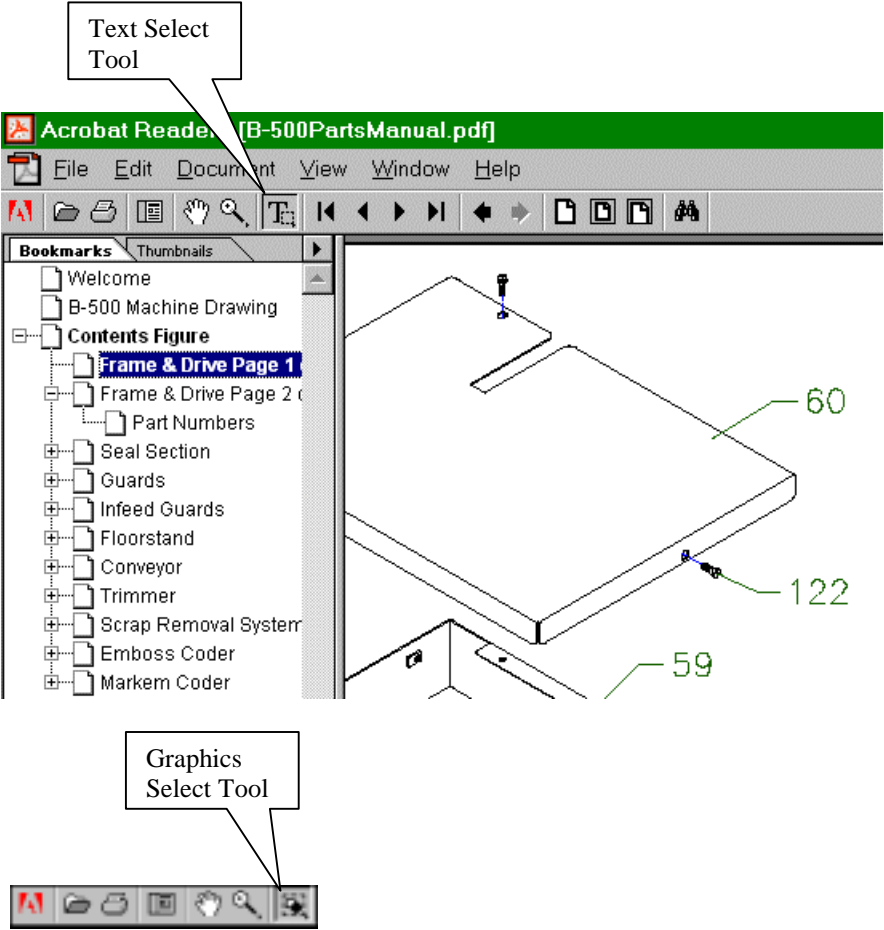 Text Select
Tool
Acrobat Reader [B-500PartsManual.pdf]
File Edit Document View Window Help
Bookmarks Thumbnails
Welcome
B-500 Machine Drawing
Contents Figure
Frame & Drive Page 1
Frame & Drive Page 2
Part Numbers
Seal Section
Guards
Infeed Guards
Floorstand
Conveyor
Trimmer
Scrap Removal System
Emboss Coder
Markem Coder
60
122
59
Graphics
Select Tool